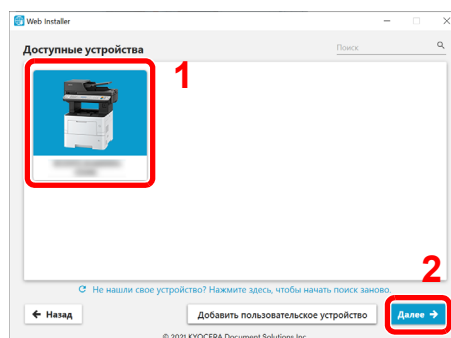 Web Installer
Доступные устройства
Поиск
1
2
Не нашли свое устройство? Нажмите здесь, чтобы начать поиск заново.
← Назад
Добавить пользовательское устройство
Далее →
© 2021 KYOCERA Document Solutions Inc.